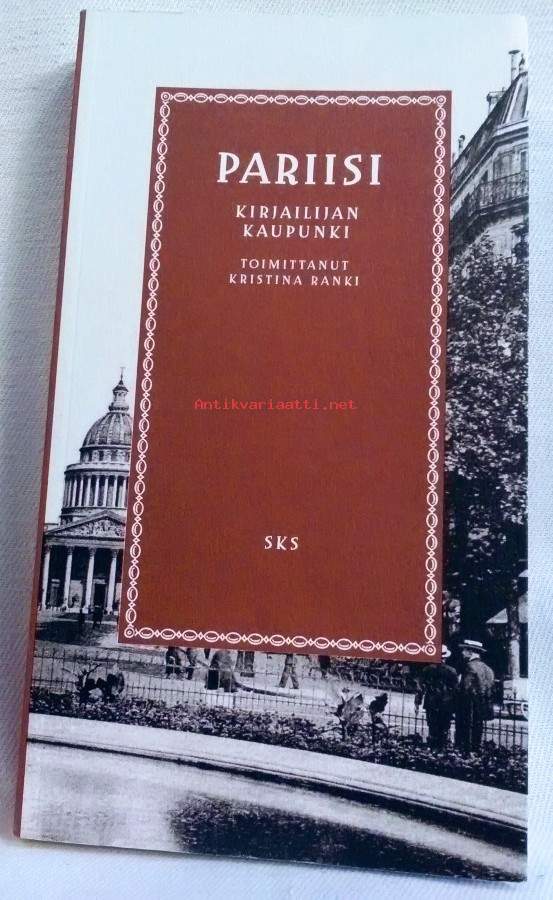 PARIISI
KIRJAILIJAN
KAUPUNKI
TOIMITTANUT
KRISTINA RANKI
Antikvariaatti.net
SKS